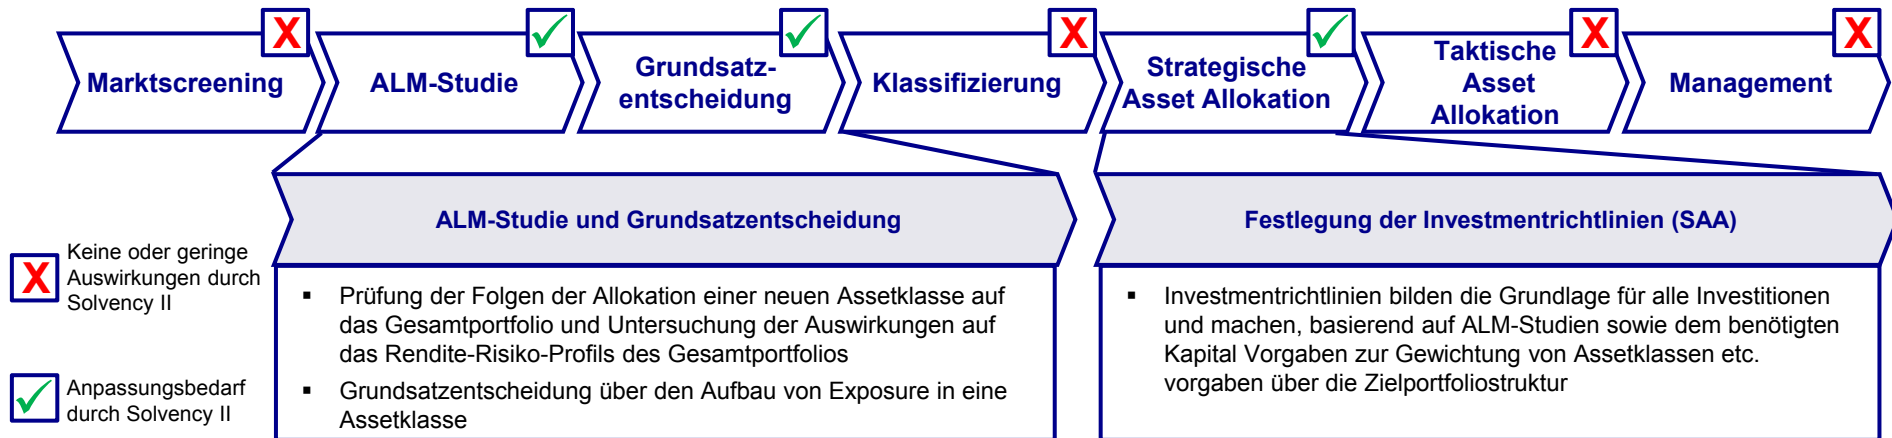 X
X
X
X
Marktscreening
ALM-Studie
Grundsatz-
entscheidung
Klassifizierung
Strategische
Asset Allokation
Taktische
Asset
Allokation
Management
ALM-Studie und Grundsatzentscheidung
Festlegung der Investmentrichtlinien (SAA)
X
Keine oder geringe
Auswirkungen durch
Solvency II
Anpassungsbedarf
durch Solvency II
▪ Prüfung der Folgen der Allokation einer neuen Assetklasse auf
das Gesamtportfolio und Untersuchung der Auswirkungen auf
das Rendite-Risiko-Profils des Gesamtportfolios
▪ Grundsatzentscheidung über den Aufbau von Exposure in eine
Assetklasse
▪ Investmentrichtlinien bilden die Grundlage für alle Investitionen
und machen, basierend auf ALM-Studien sowie dem benötigten
Kapital Vorgaben zur Gewichtung von Assetklassen etc.
vorgaben über die Zielportfoliostruktur